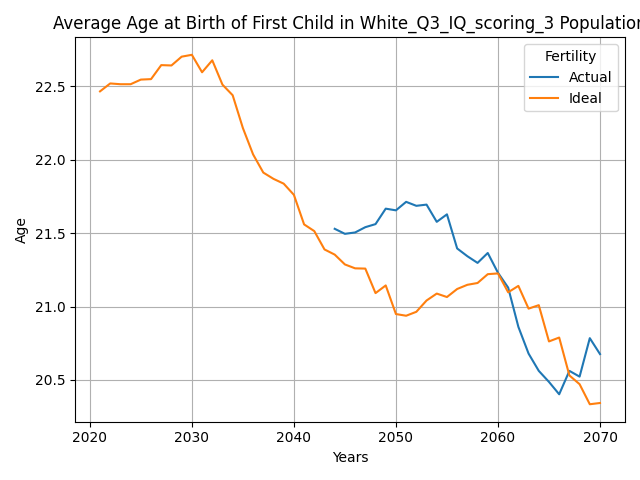 Average Age at Birth of First Child in White_Q3_IQ_scoring_3 Population
Fertility
Actual
Ideal
Age
22.5
22.0
21.5
21.0
20.5
2020
2030
2040
2050
2060
2070
Years